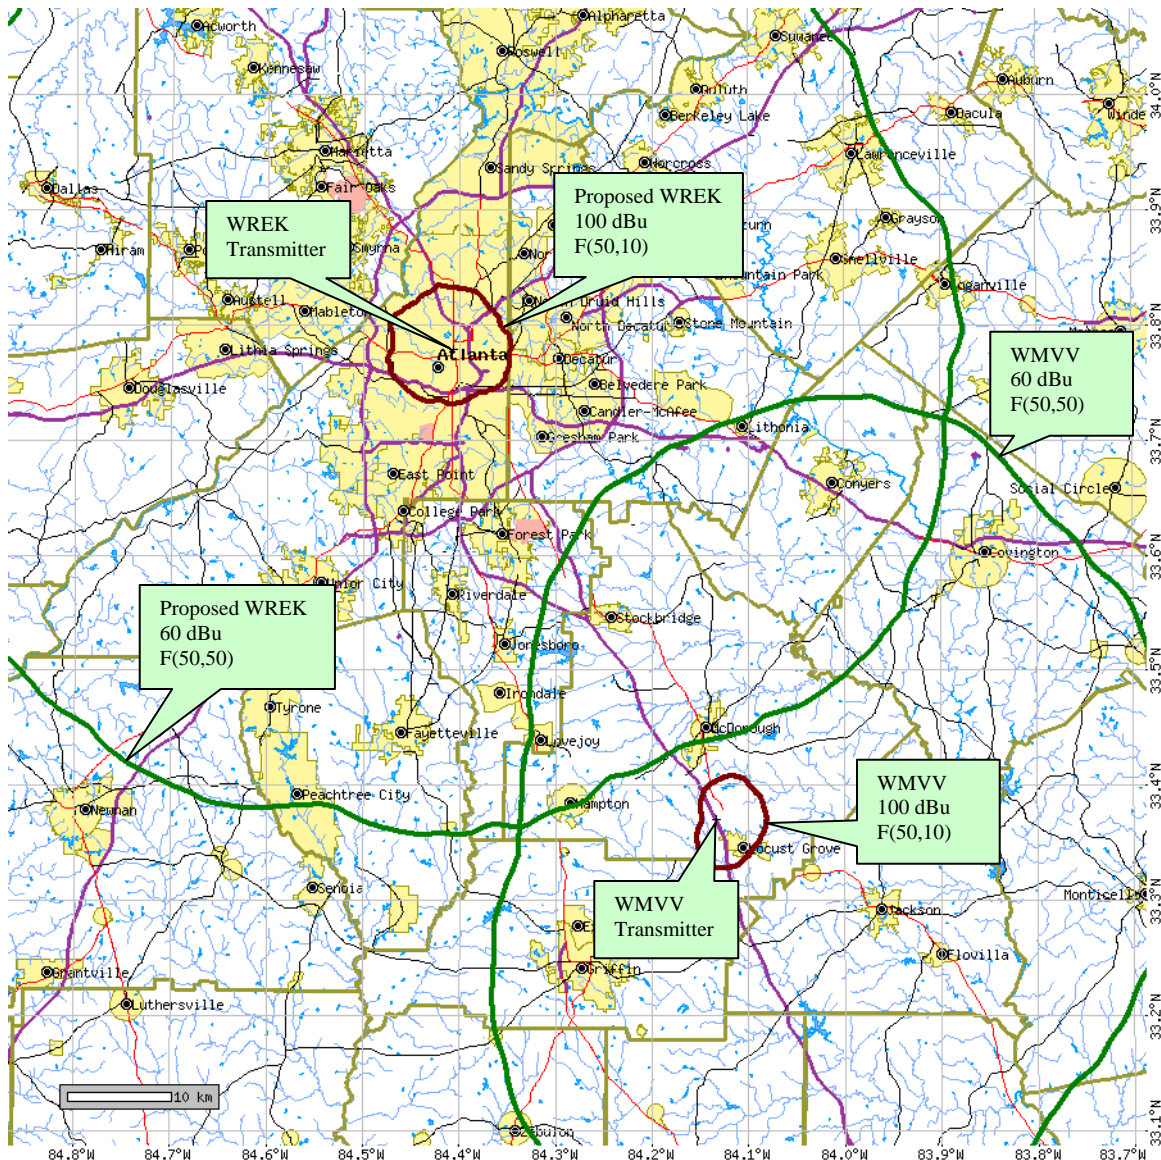 Acworth
Alpharetta
Roswell
Suwanee
Kennesaw
Duluth
Auburn
Berkeley Lake
Dacula
Winde
34.0°N
Marietta
Sandy Springs
Norcross
Lawrenceville
Dallas
Fair Oaks
WREK
Transmitter
Proposed WREK
100 dBu
F(50,10)
Grayson
33.9°N
Hiram
Smyrna
Snellville
Mountain Park
Loganville
Austell
Mableton
North Druid Hills
North Decatur
Stone Mountain
33.8°N
Lithia Springs
Atlanta
Decatur
WMVV
60 dBu
F(50,50)
Douglasville
Belvedere Park
Candler-McAfee
Gresham Park
Lithonia
33.7°N
East Point
Conyers
Social Circle
College Park
Forest Park
Covington
33.6°N
Union City
Riverdale
Stockbridge
Proposed WREK
60 dBu
F(50,50)
Jonesboro
33.5°N
Irondale
Tyrone
Fayetteville
Lovejoy
McDonough
33.4°N
Peachtree City
Newnan
Hampton
WMVV
100 dBu
F(50,10)
Locust Grove
33.3°N
Senoia
WMVV
Transmitter
Jackson
Monticello
Griffin
Flovilla
Grantville
Luthersville
33.2°N
10 km
Zebulon
33.1°N
84.8°W
84.7°W
84.6°W
84.5°W
84.4°W
84.3°W
84.2°W
84.1°W
84.0°W
83.9°W
83.8°W
83.7°W